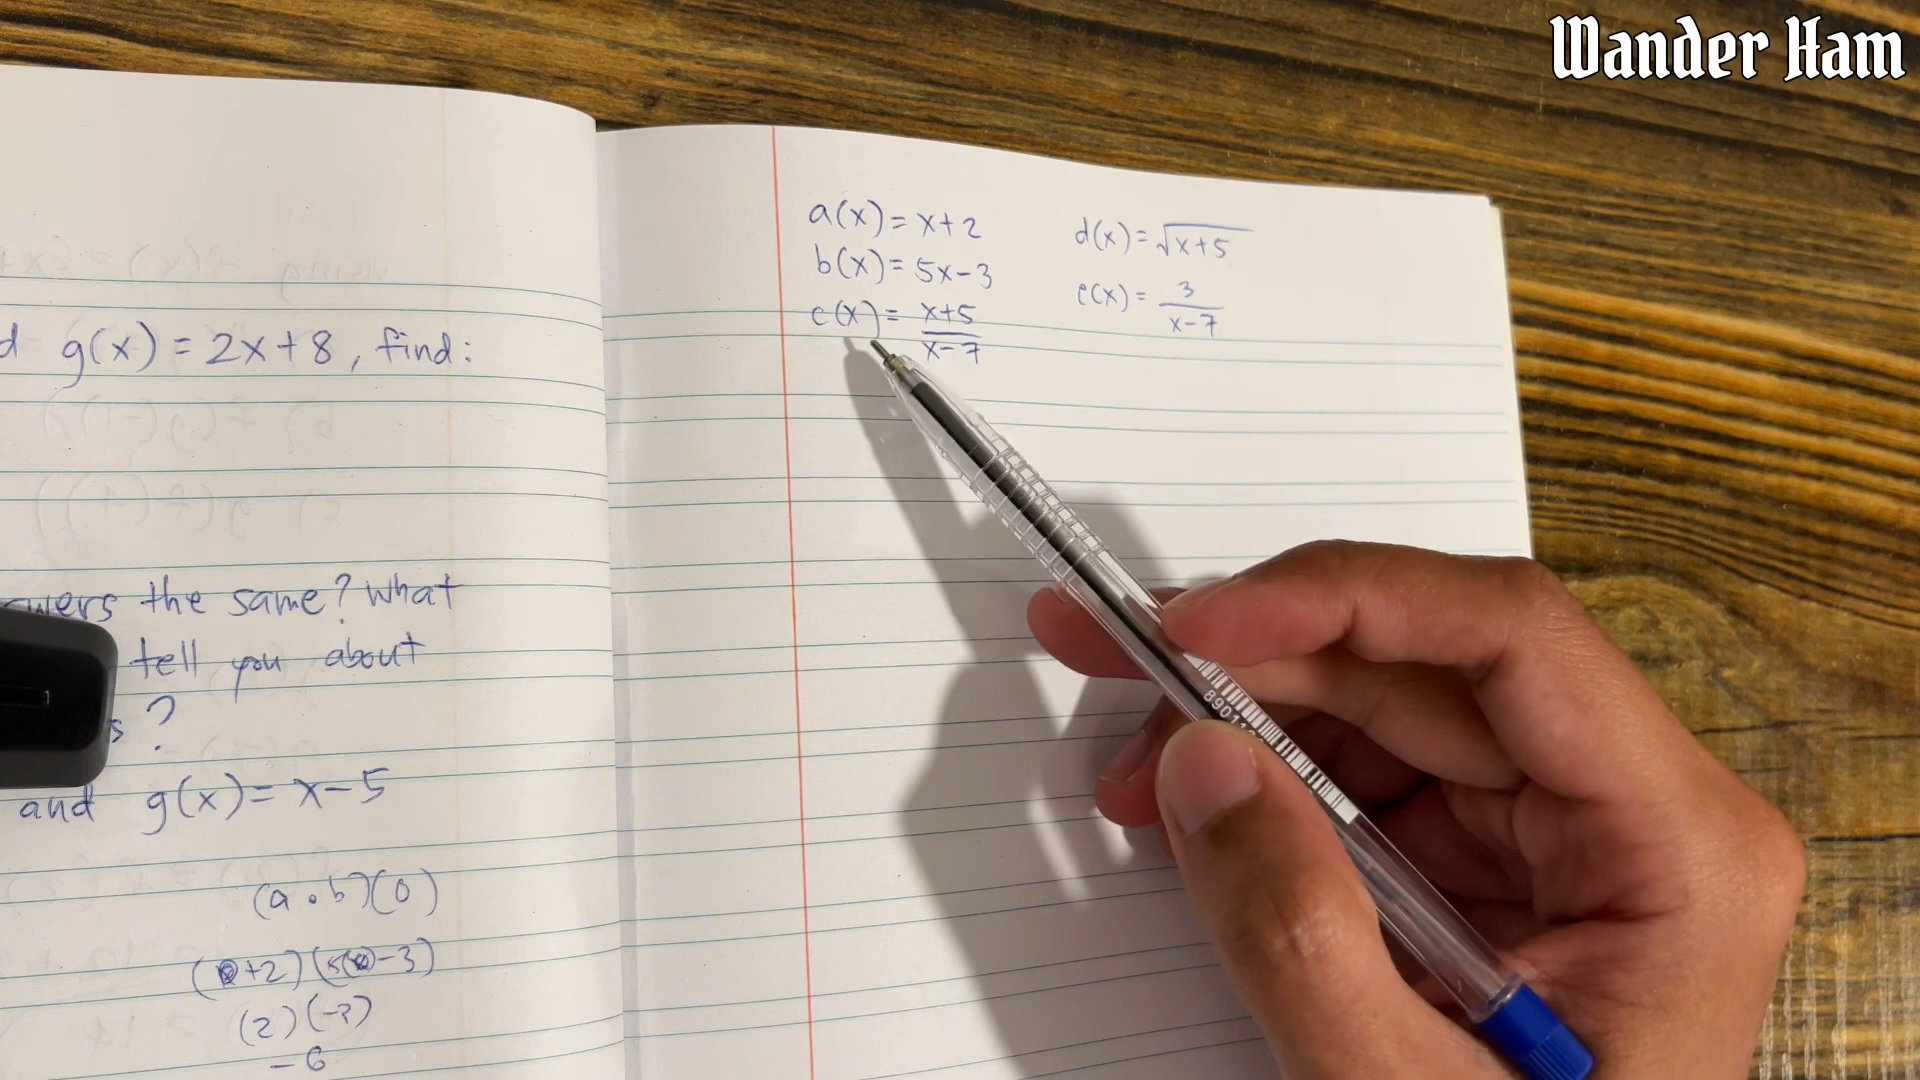 Wander Ham
g(x) = 2x+8, find:
the same? What
tell you about
s?
and g(x) = x-5
(a•b)(0)
(0+2)(5(0)-3)
(2)(-3)
-6
a(x) = x+2
b(x) = 5x-3
c(x) = x+5
x-7
d(x) = √x+5
e(x) = 3
x-7
8901